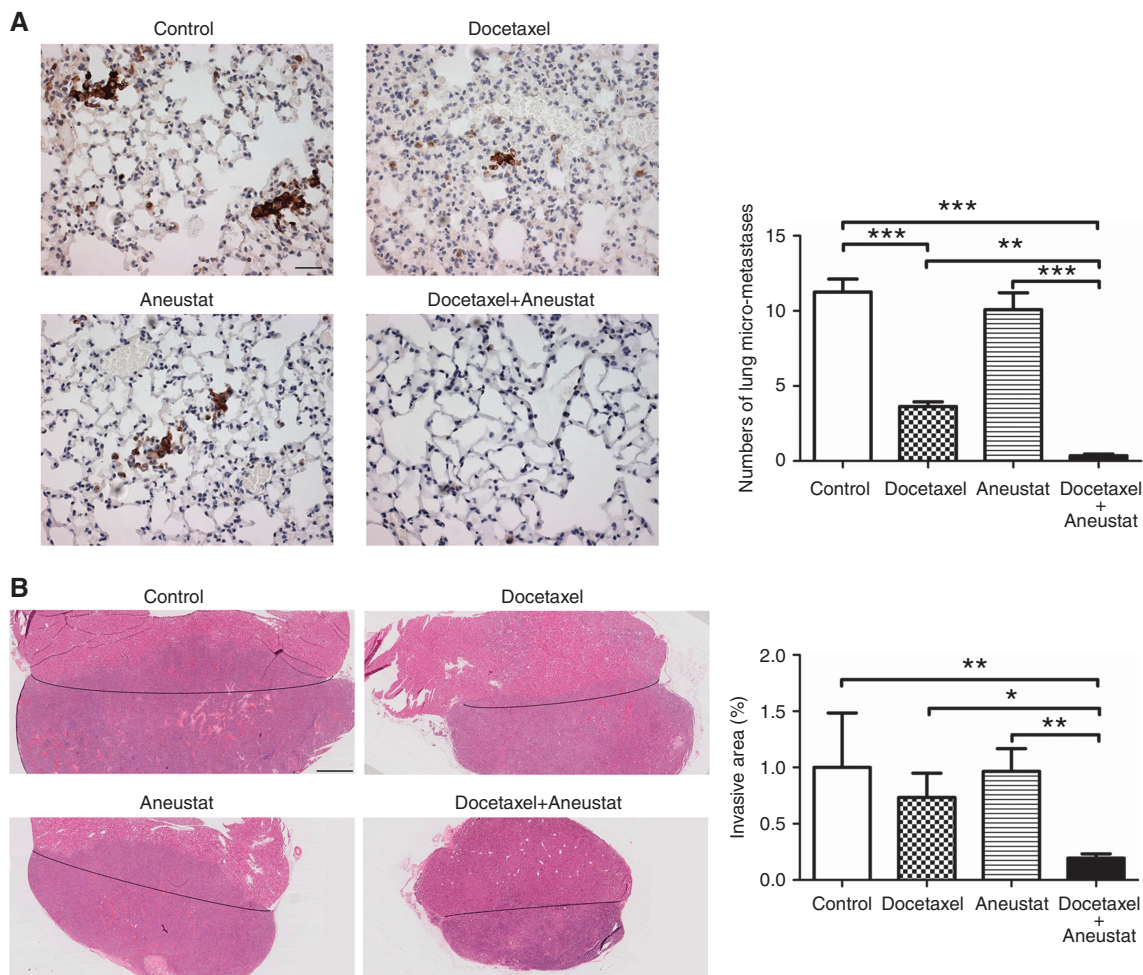 A
Control
Docetaxel
Aneustat
Docetaxel+Aneustat
Numbers of lung micro-metastases
15
10
5
0
***
***
**
***
Control
Docetaxel
Aneustat
Docetaxel
+
Aneustat
B
Control
Docetaxel
Aneustat
Docetaxel+Aneustat
Invasive area (%)
2.0
1.5
1.0
0.5
0.0
**
*
**
Control
Docetaxel
Aneustat
Docetaxel
+
Aneustat